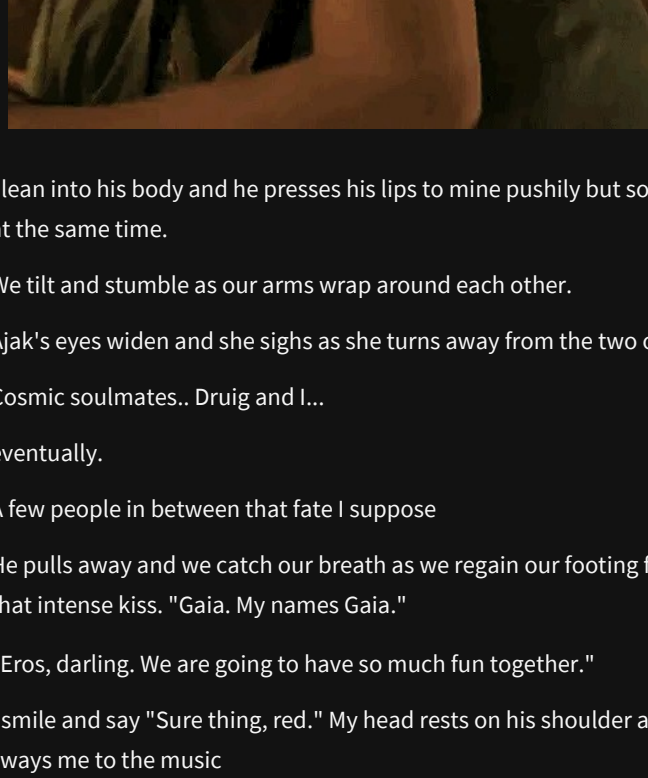 lean into his body and he presses his lips to mine pushily but so
at the same time.
We tilt and stumble as our arms wrap around each other.
Ajak's eyes widen and she sighs as she turns away from the two o
Cosmic soulmates.. Druig and I...
eventually.
A few people in between that fate I suppose
He pulls away and we catch our breath as we regain our footing f
that intense kiss. "Gaia. My names Gaia."
"Eros, darling. We are going to have so much fun together."
smile and say "Sure thing, red." My head rests on his shoulder a
ways me to the music